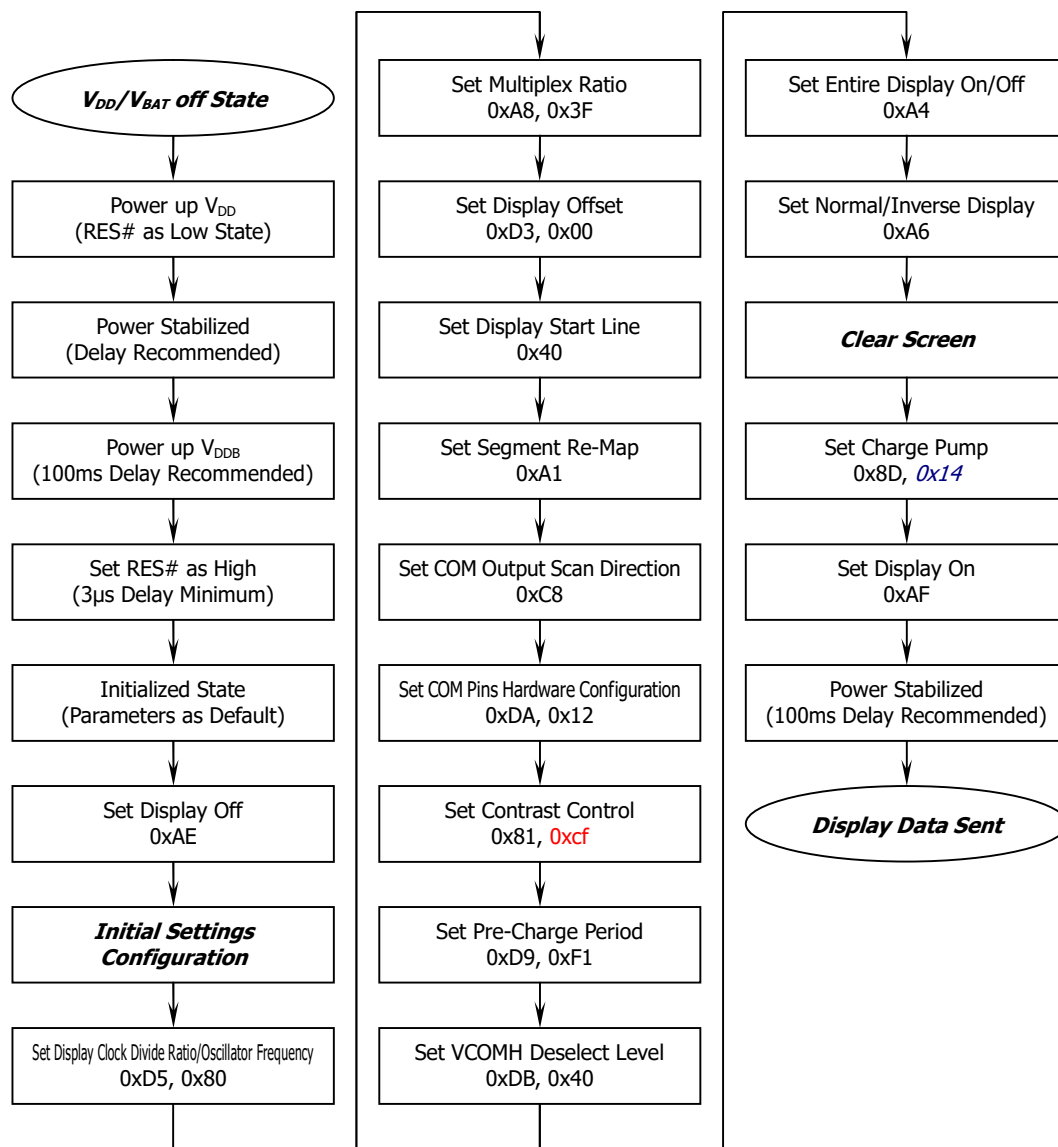 V_DD/V_BAT off State
Power up V_DD
(RES# as Low State)
Power Stabilized
(Delay Recommended)
Power up V_DDB
(100ms Delay Recommended)
Set RES# as High
(3µs Delay Minimum)
Initialized State
(Parameters as Default)
Set Display Off
0xAE
Initial Settings
Configuration
Set Display Clock Divide Ratio/Oscillator Frequency
0xD5, 0x80
Set Multiplex Ratio
0xA8, 0x3F
Set Display Offset
0xD3, 0x00
Set Display Start Line
0x40
Set Segment Re-Map
0xA1
Set COM Output Scan Direction
0xC8
Set COM Pins Hardware Configuration
0xDA, 0x12
Set Contrast Control
0x81, 0xcf
Set Pre-Charge Period
0xD9, 0xF1
Set VCOMH Deselect Level
0xDB, 0x40
Set Entire Display On/Off
0xA4
Set Normal/Inverse Display
0xA6
Clear Screen
Set Charge Pump
0x8D, 0x14
Set Display On
0xAF
Power Stabilized
(100ms Delay Recommended)
Display Data Sent